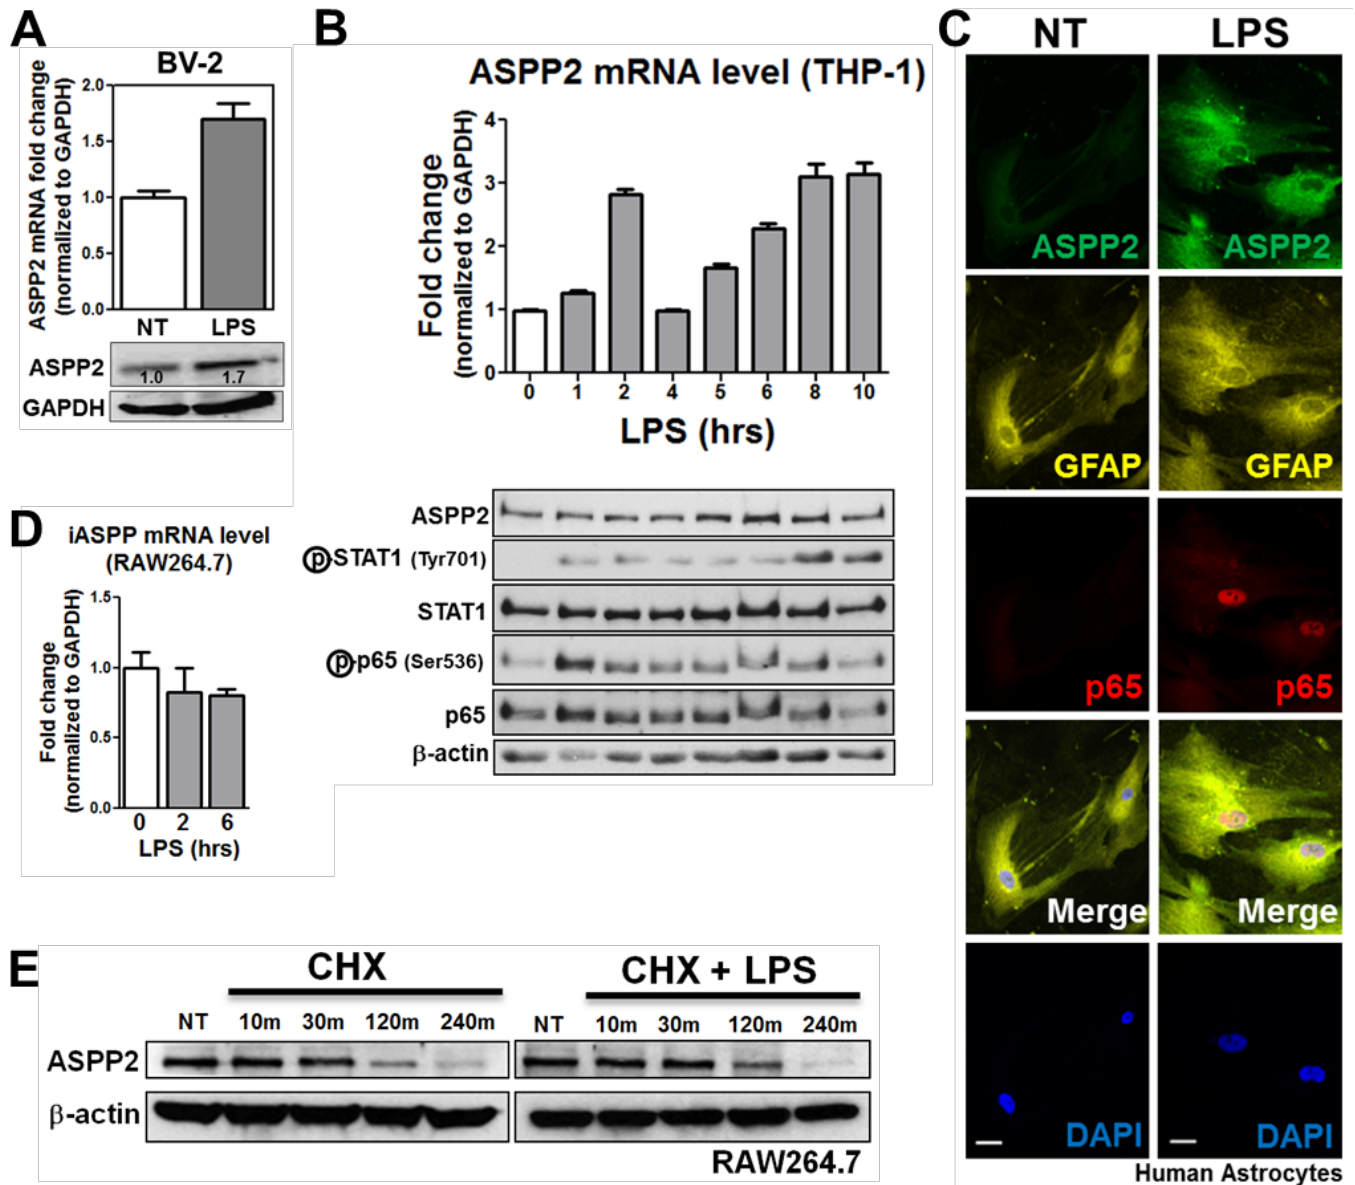 A
BV-2
ASPP2 mRNA fold change
(normalized to GAPDH)
2.0
1.5
1.0
0.5
0.0
NT LPS
ASPP2
1.0 1.7
GAPDH
B
ASPP2 mRNA level (THP-1)
Fold change
(normalized to GAPDH)
4
3
2
1
0
0 1 2 4 5 6 8 10
LPS (hrs)
ASPP2
p-STAT1 (Tyr701)
STAT1
p-p65 (Ser536)
p65
β-actin
C
NT LPS
ASPP2 ASPP2
GFAP GFAP
p65 p65
Merge Merge
DAPI DAPI
Human Astrocytes
D
iASPP mRNA level
(RAW264.7)
Fold change
(normalized to GAPDH)
1.5
1.0
0.5
0.0
0 2 6
LPS (hrs)
E
CHX CHX + LPS
NT 10m 30m 120m 240m NT 10m 30m 120m 240m
ASPP2
β-actin
RAW264.7